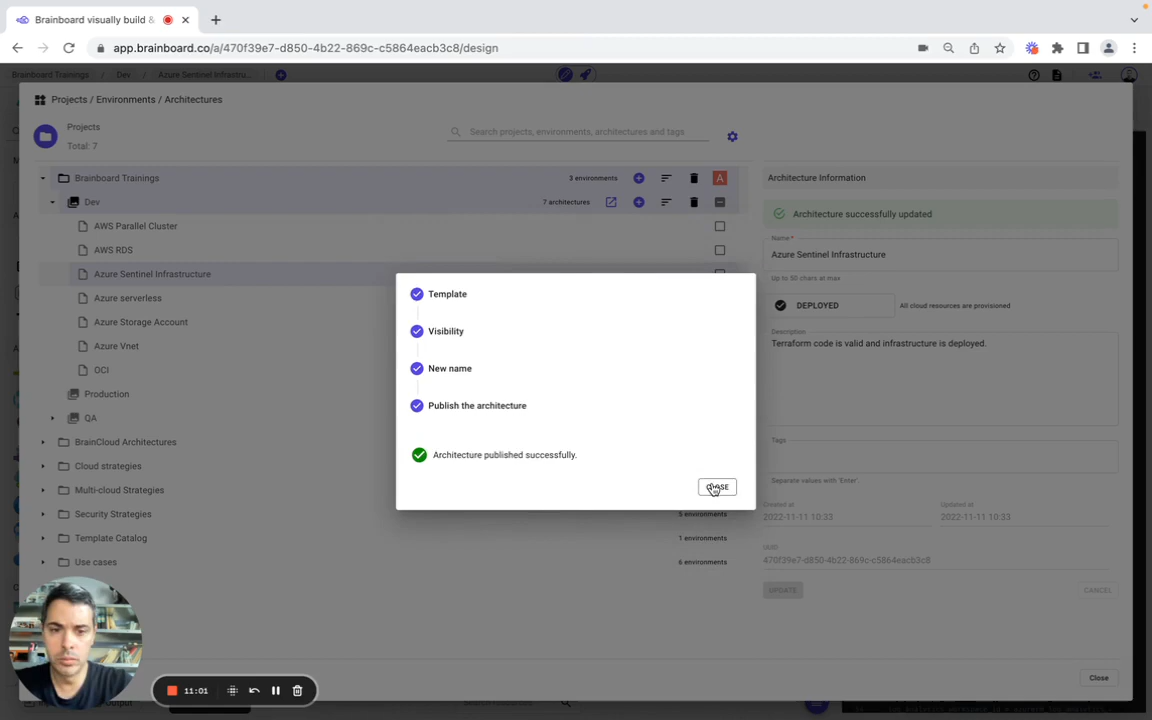 Brainboard visually build &
app.brainboard.co/a/470f39e7-d850-4b22-869c-c5864eacb3c8/design
Brainboard Trainings / Dev / Azure Sentinel Infrastru...
Projects / Environments / Architectures
Projects
Total: 7
Search projects, environments, architectures and tags
Brainboard Trainings
3 environments
A
Dev
7 architectures
AWS Parallel Cluster
AWS RDS
Azure Sentinel Infrastructure
Azure serverless
Azure Storage Account
Azure Vnet
OCI
Production
QA
BrainCloud Architectures
Cloud strategies
Multi-cloud Strategies
Security Strategies
5 environments
Template Catalog
1 environments
Use cases
6 environments
Template
Visibility
New name
Publish the architecture
Architecture published successfully.
CLOSE
Architecture Information
Architecture successfully updated
Name*
Azure Sentinel Infrastructure
Up to 50 chars at max
DEPLOYED
All cloud resources are provisioned
Description
Terraform code is valid and infrastructure is deployed.
Tags
Separate values with 'Enter'.
Created at
2022-11-11 10:33
Updated at
2022-11-11 10:33
UUID
470f39e7-d850-4b22-869c-c5864eacb3c8
UPDATE
CANCEL
Close
11:01
Output